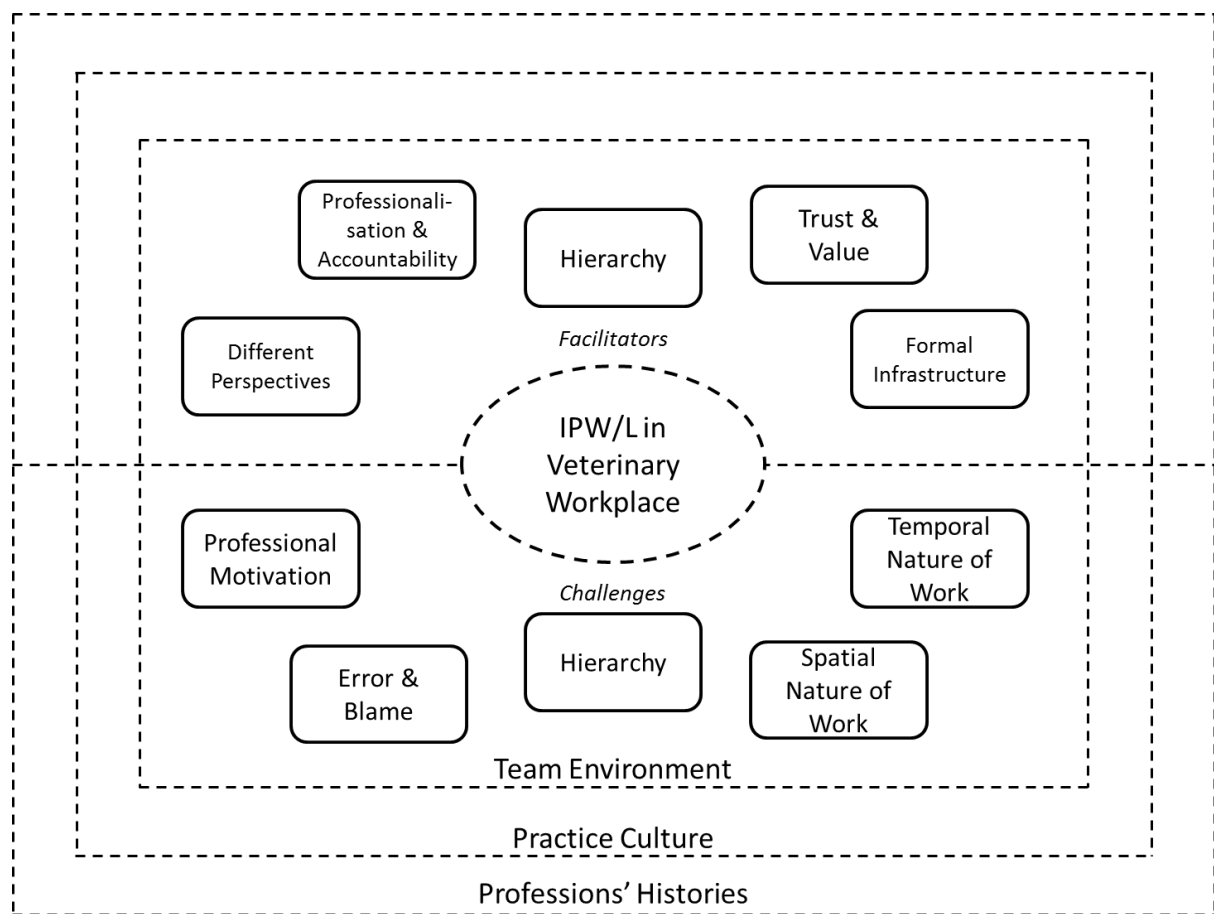 Professionali-
sation &
Accountability
Hierarchy
Trust &
Value
Different
Perspectives
Facilitators
Formal
Infrastructure
IPW/L in
Veterinary
Workplace
Professional
Motivation
Challenges
Temporal
Nature of
Work
Error &
Blame
Hierarchy
Spatial
Nature of
Work
Team Environment
Practice Culture
Professions’ Histories